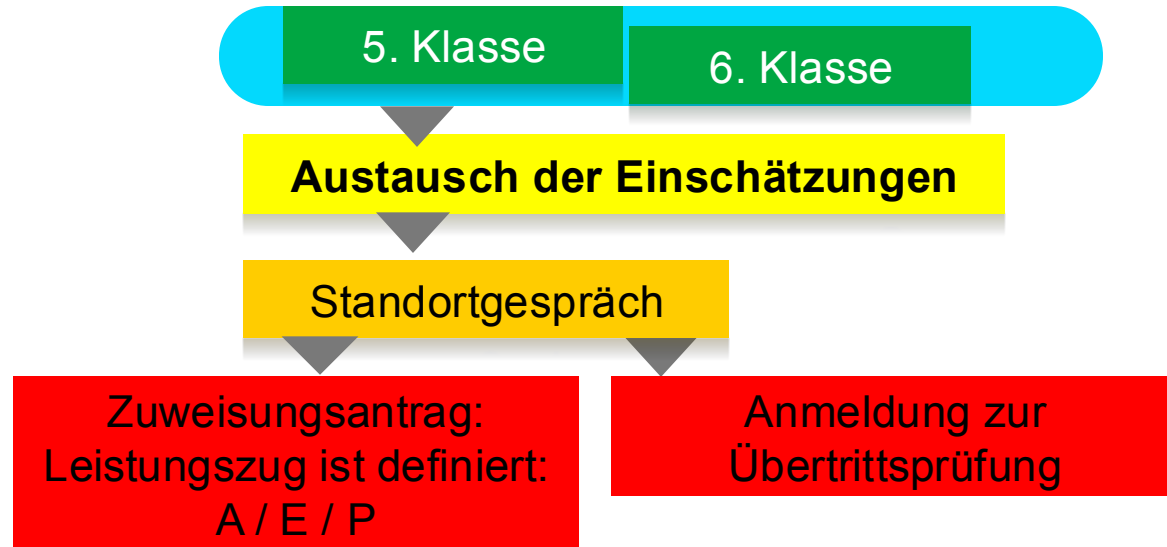 5. Klasse
6. Klasse
Austausch der Einschätzungen
Standortgespräch
Zuweisungsantrag:
Leistungszug ist definiert:
A / E / P
Anmeldung zur
Übertrittsprüfung